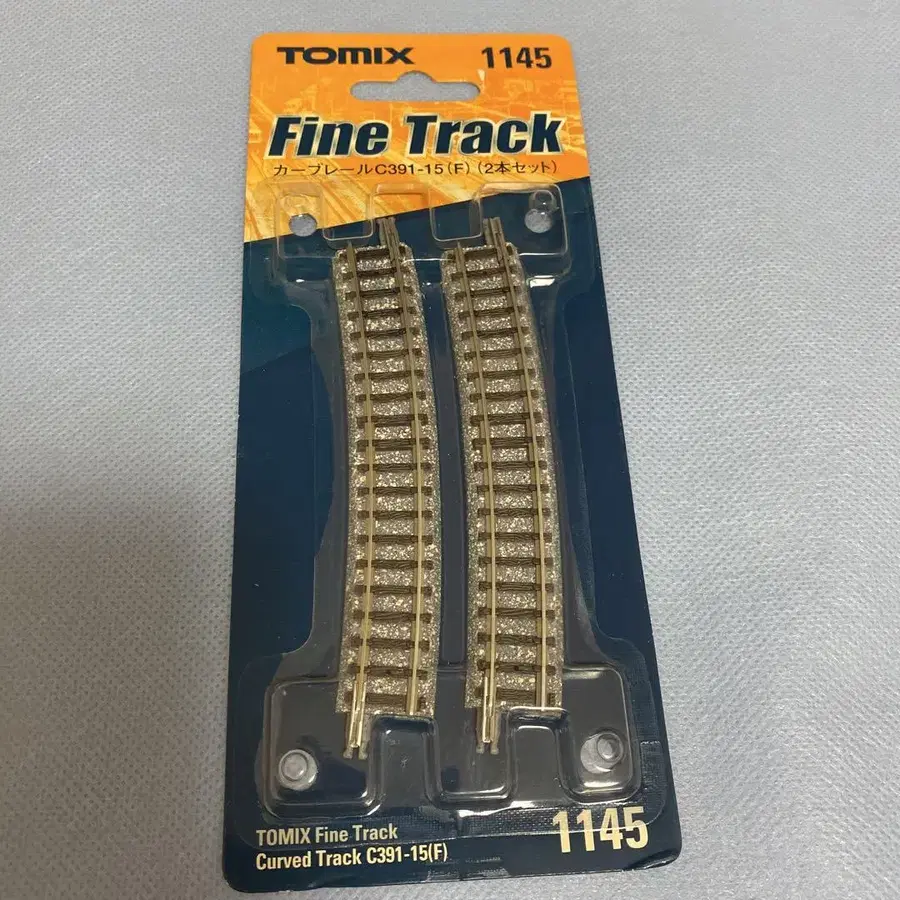 TOMIX 1145
Fine Track
カーブレールC391-15(F)(2本セット)
TOMIX Fine Track
Curved Track C391-15(F)
1145